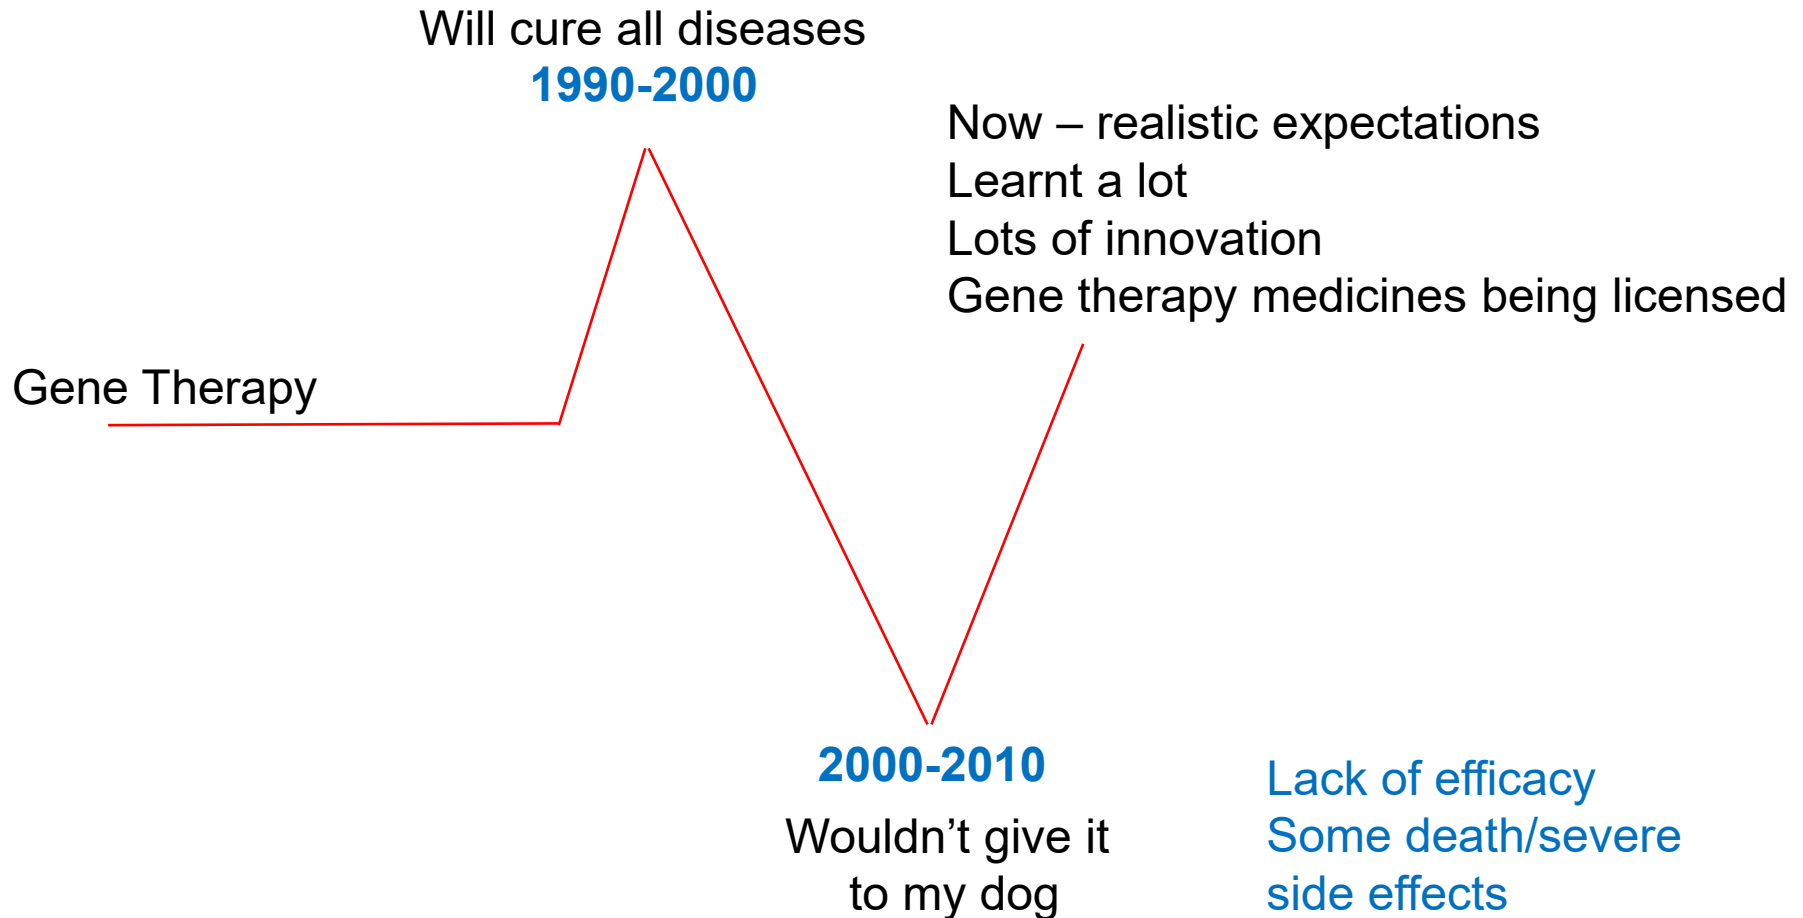 Will cure all diseases
1990-2000
Now – realistic expectations
Learnt a lot
Lots of innovation
Gene therapy medicines being licensed
Gene Therapy
2000-2010
Wouldn’t give it
to my dog
Lack of efficacy
Some death/severe
side effects